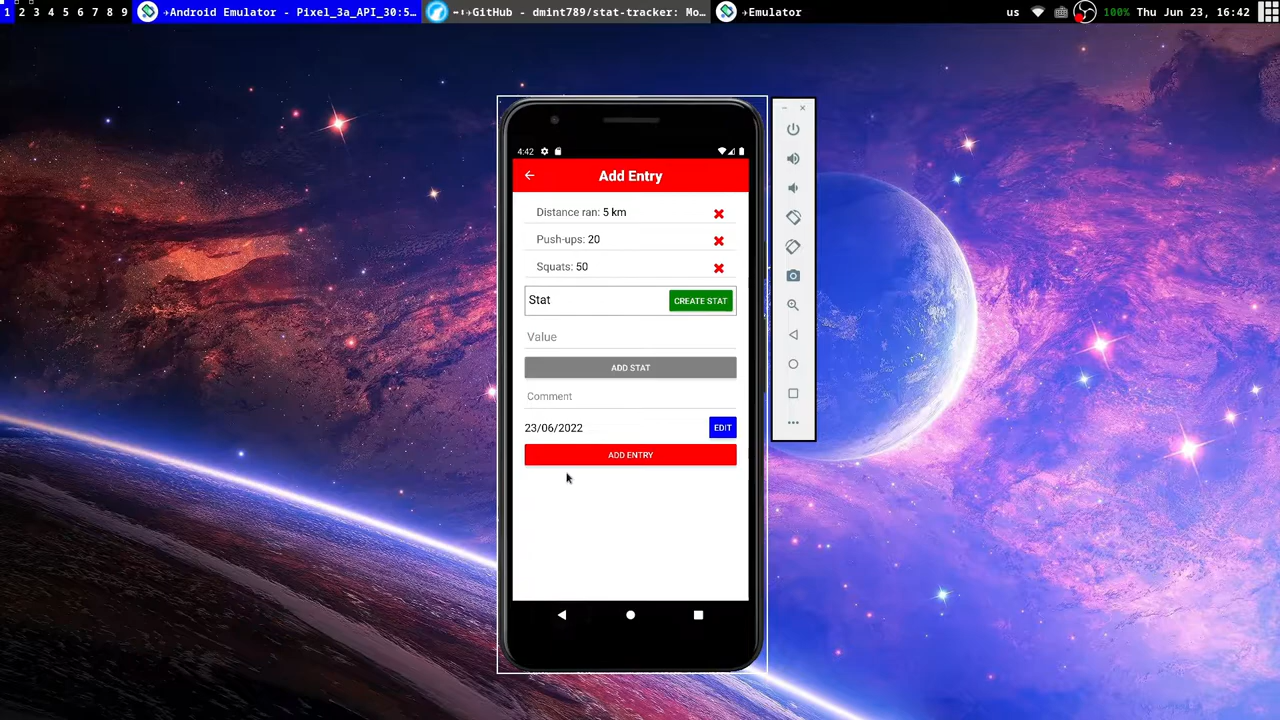 1 2 3 4 5 6 7 8 9 ✈Android Emulator - Pixel_3a_API_30:5... GitHub - dmint789/stat-tracker: Mo... ✈Emulator us 100% Thu Jun 23, 16:42
4:42
Add Entry
Distance ran: 5 km
Push-ups: 20
Squats: 50
Stat CREATE STAT
Value
ADD STAT
Comment
23/06/2022 EDIT
ADD ENTRY